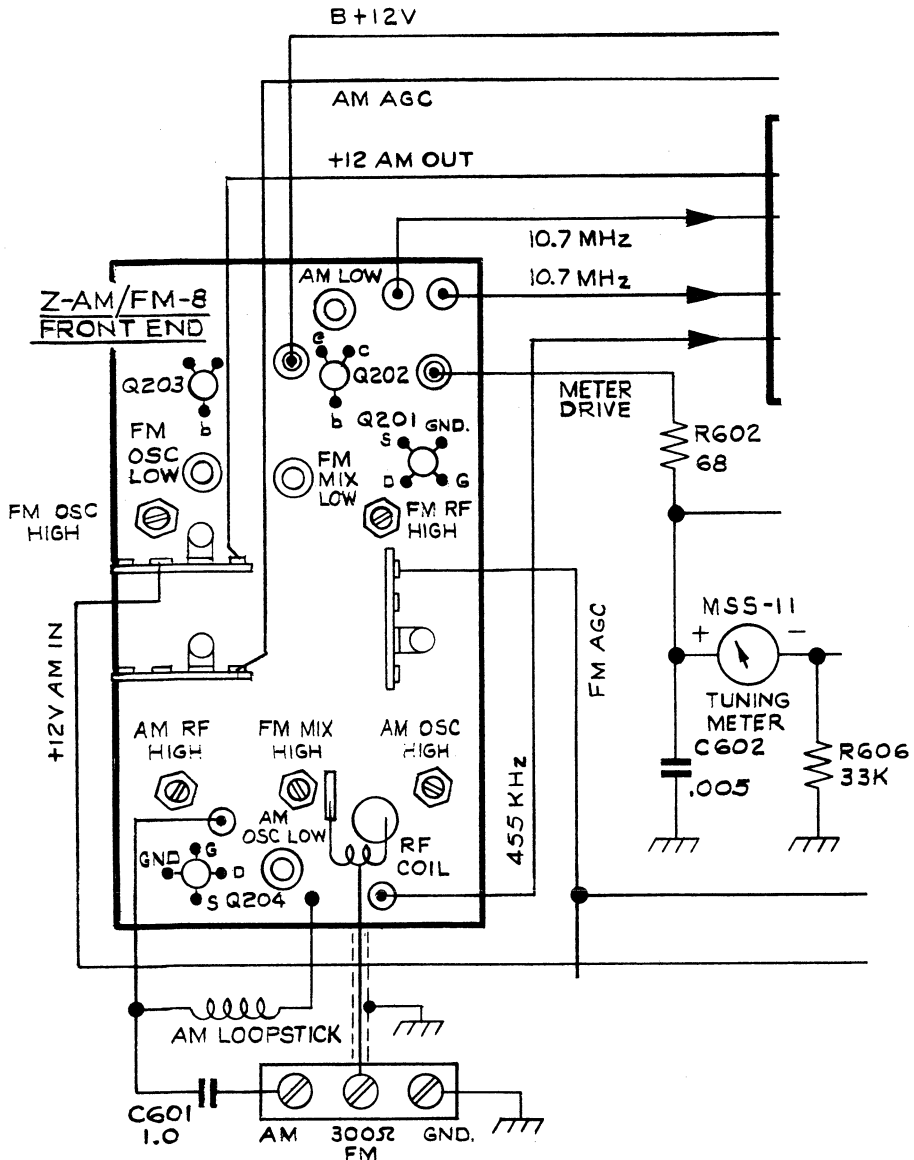 B+12V
AM AGC
+12 AM OUT
10.7 MHz
10.7 MHz
AM LOW
Z-AM/FM-8
FRONT END
e
c
Q203
Q202
b
b
METER
DRIVE
Q201
S
GND.
D
G
R602
68
FM
OSC
LOW
FM
MIX
LOW
FM OSC
HIGH
FM RF
HIGH
MSS-11
+
-
TUNING
METER
FM AGC
+12V AM IN
AM RF
HIGH
FM MIX
HIGH
AM OSC
HIGH
C602
.005
R606
33K
455 KHz
AM
OSC LOW
RF
COIL
G
GND
D
S
Q204
AM LOOPSTICK
C601
1.0
AM
300Ω
FM
GND.